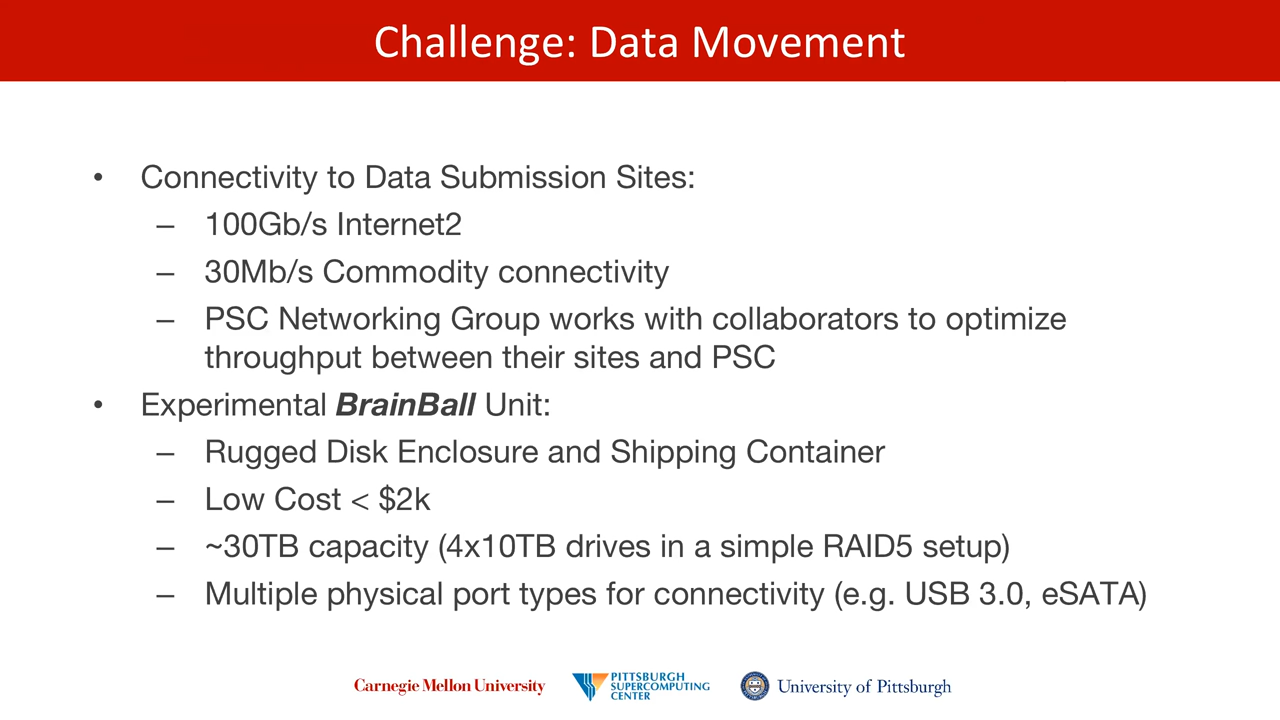 Challenge: Data Movement
• Connectivity to Data Submission Sites:
– 100Gb/s Internet2
– 30Mb/s Commodity connectivity
– PSC Networking Group works with collaborators to optimize
throughput between their sites and PSC
• Experimental BrainBall Unit:
– Rugged Disk Enclosure and Shipping Container
– Low Cost < $2k
– ~30TB capacity (4x10TB drives in a simple RAID5 setup)
– Multiple physical port types for connectivity (e.g. USB 3.0, eSATA)
Carnegie Mellon University
PITTSBURGH
SUPERCOMPUTING
CENTER
University of Pittsburgh